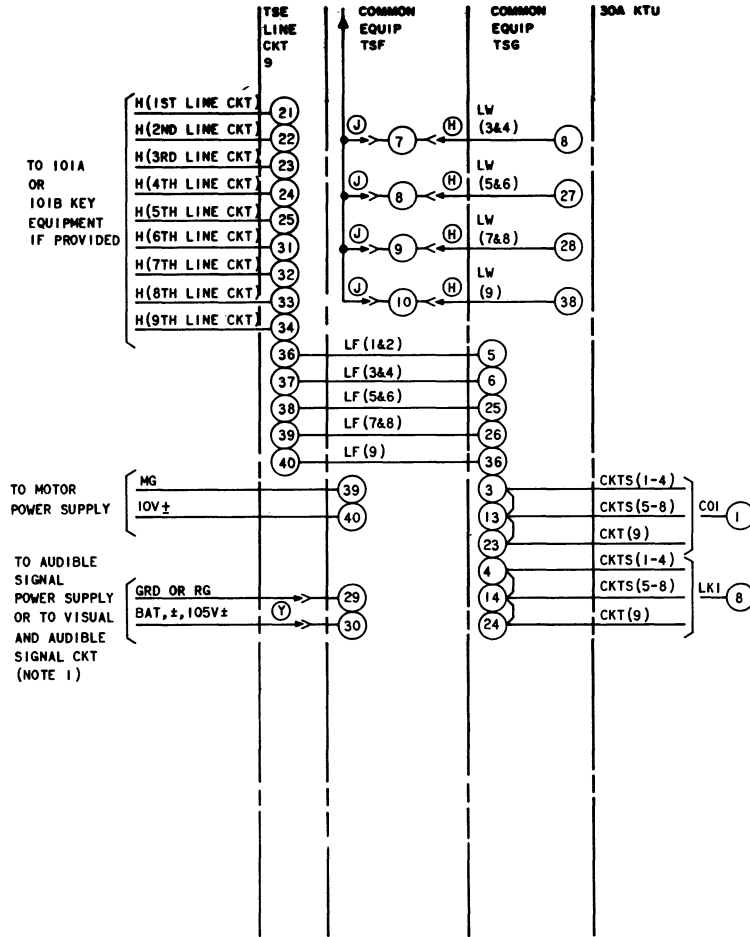 TSE
LINE
CKT
9
COMMON
EQUIP
TSF
COMMON
EQUIP
TSG
30A KTU
TO 101A
OR
101B KEY
EQUIPMENT
IF PROVIDED
H(1ST LINE CKT) 21
H(2ND LINE CKT) 22
H(3RD LINE CKT) 23
H(4TH LINE CKT) 24
H(5TH LINE CKT) 25
H(6TH LINE CKT) 31
H(7TH LINE CKT) 32
H(8TH LINE CKT) 33
H(9TH LINE CKT) 34
LW
J 7 H (3&4) 8
LW
J 8 H (5&6) 27
LW
J 9 H (7&8) 28
LW
J 10 H (9) 38
36 LF(1&2) 5
37 LF(3&4) 6
38 LF(5&6) 25
39 LF(7&8) 26
40 LF(9) 36
TO MOTOR
POWER SUPPLY
MG 39
10V± 40
3 CKTS(1-4)
13 CKTS(5-8)
23 CKT(9)
CO1 1
4 CKTS(1-4)
14 CKTS(5-8)
24 CKT(9)
LK1 8
TO AUDIBLE
SIGNAL
POWER SUPPLY
OR TO VISUAL
AND AUDIBLE
SIGNAL CKT
(NOTE 1)
GRD OR RG 29
BAT,±,105V± Y 30